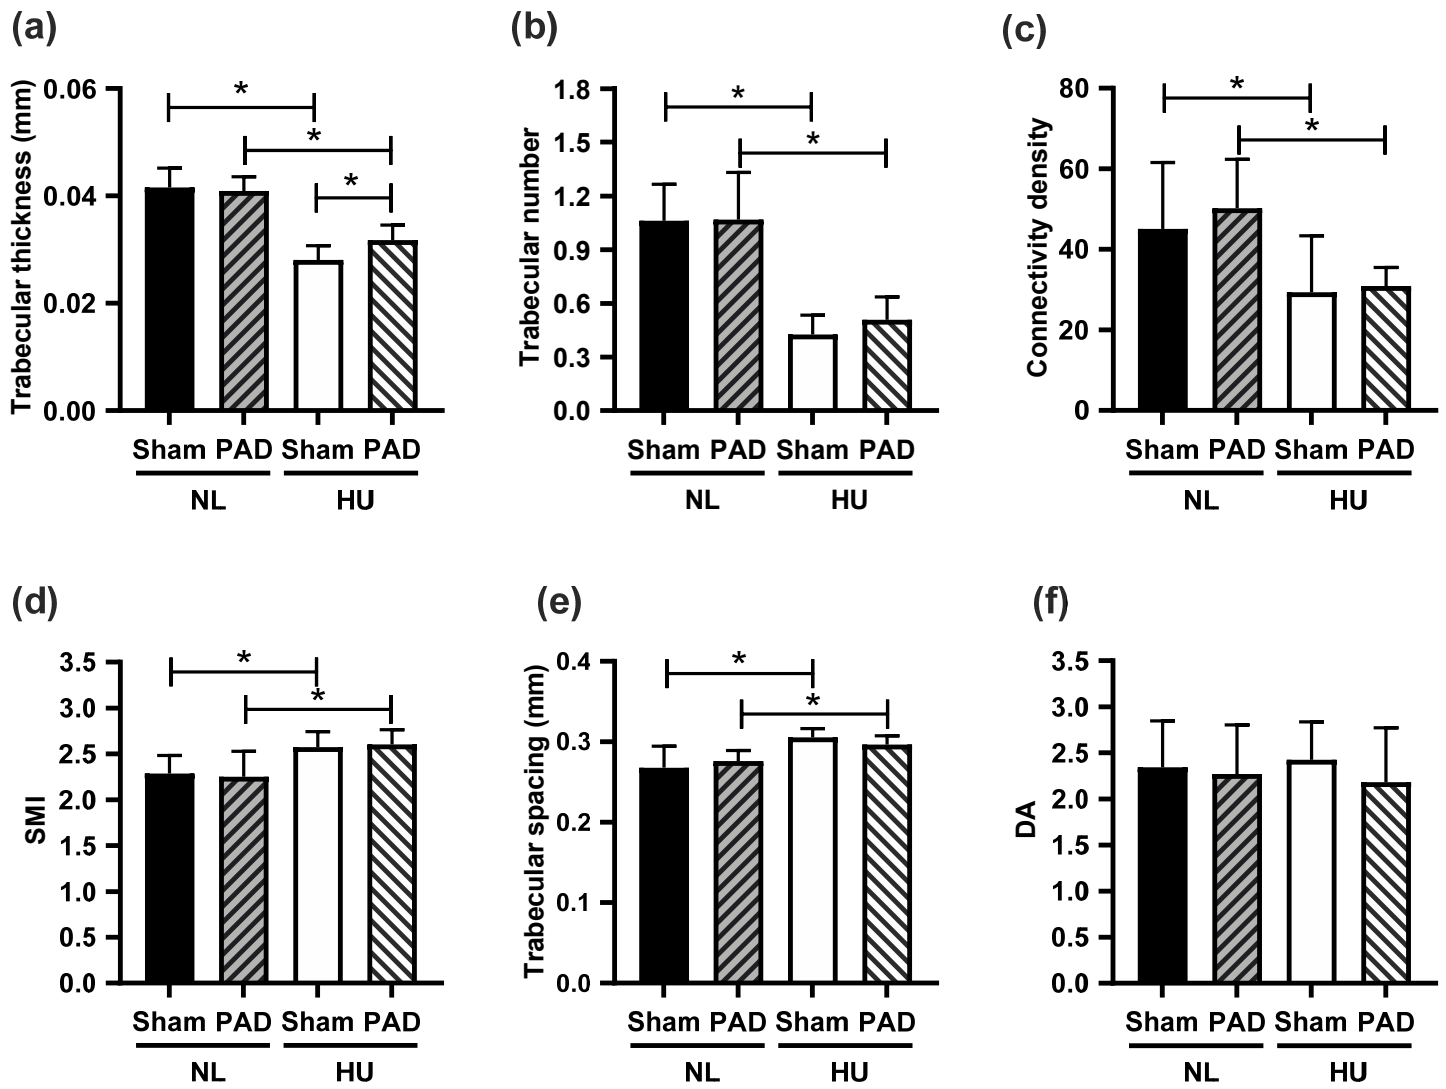 (a)
Trabecular thickness (mm)
0.06
0.04
0.02
0.00
*
*
*
Sham PAD Sham PAD
NL HU
(b)
Trabecular number
1.8
1.5
1.2
0.9
0.6
0.3
0.0
*
*
Sham PAD Sham PAD
NL HU
(c)
Connectivity density
80
60
40
20
0
*
*
Sham PAD Sham PAD
NL HU
(d)
SMI
3.5
3.0
2.5
2.0
1.5
1.0
0.5
0.0
*
*
Sham PAD Sham PAD
NL HU
(e)
Trabecular spacing (mm)
0.4
0.3
0.2
0.1
0.0
*
*
Sham PAD Sham PAD
NL HU
(f)
DA
3.5
3.0
2.5
2.0
1.5
1.0
0.5
0.0
Sham PAD Sham PAD
NL HU